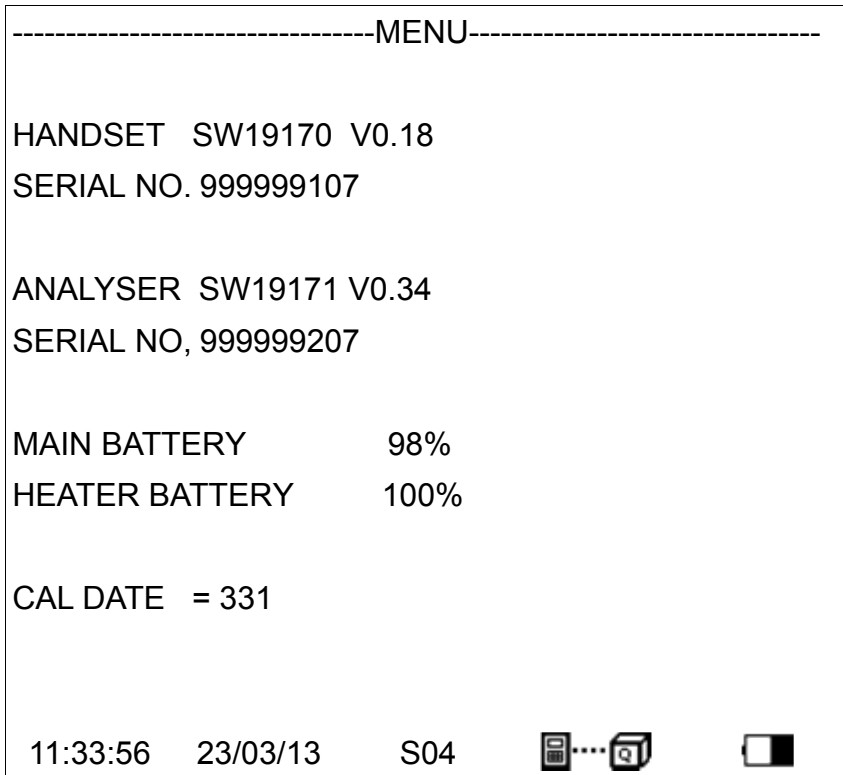 ----------------------------------MENU---------------------------------
HANDSET SW19170 V0.18
SERIAL NO. 999999107
ANALYSER SW19171 V0.34
SERIAL NO, 999999207
MAIN BATTERY 98%
HEATER BATTERY 100%
CAL DATE = 331
11:33:56 23/03/13 S04 Q